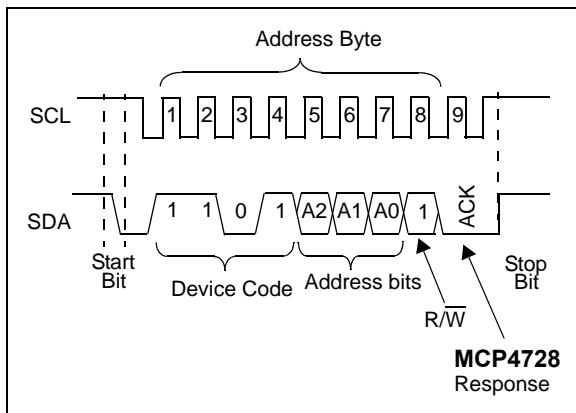 Address Byte
SCL 1 2 3 4 5 6 7 8 9
SDA 1 1 0 1 A2 A1 A0 1 ACK
Start Bit
Device Code
Address bits
Stop Bit
R/W̅
MCP4728
Response